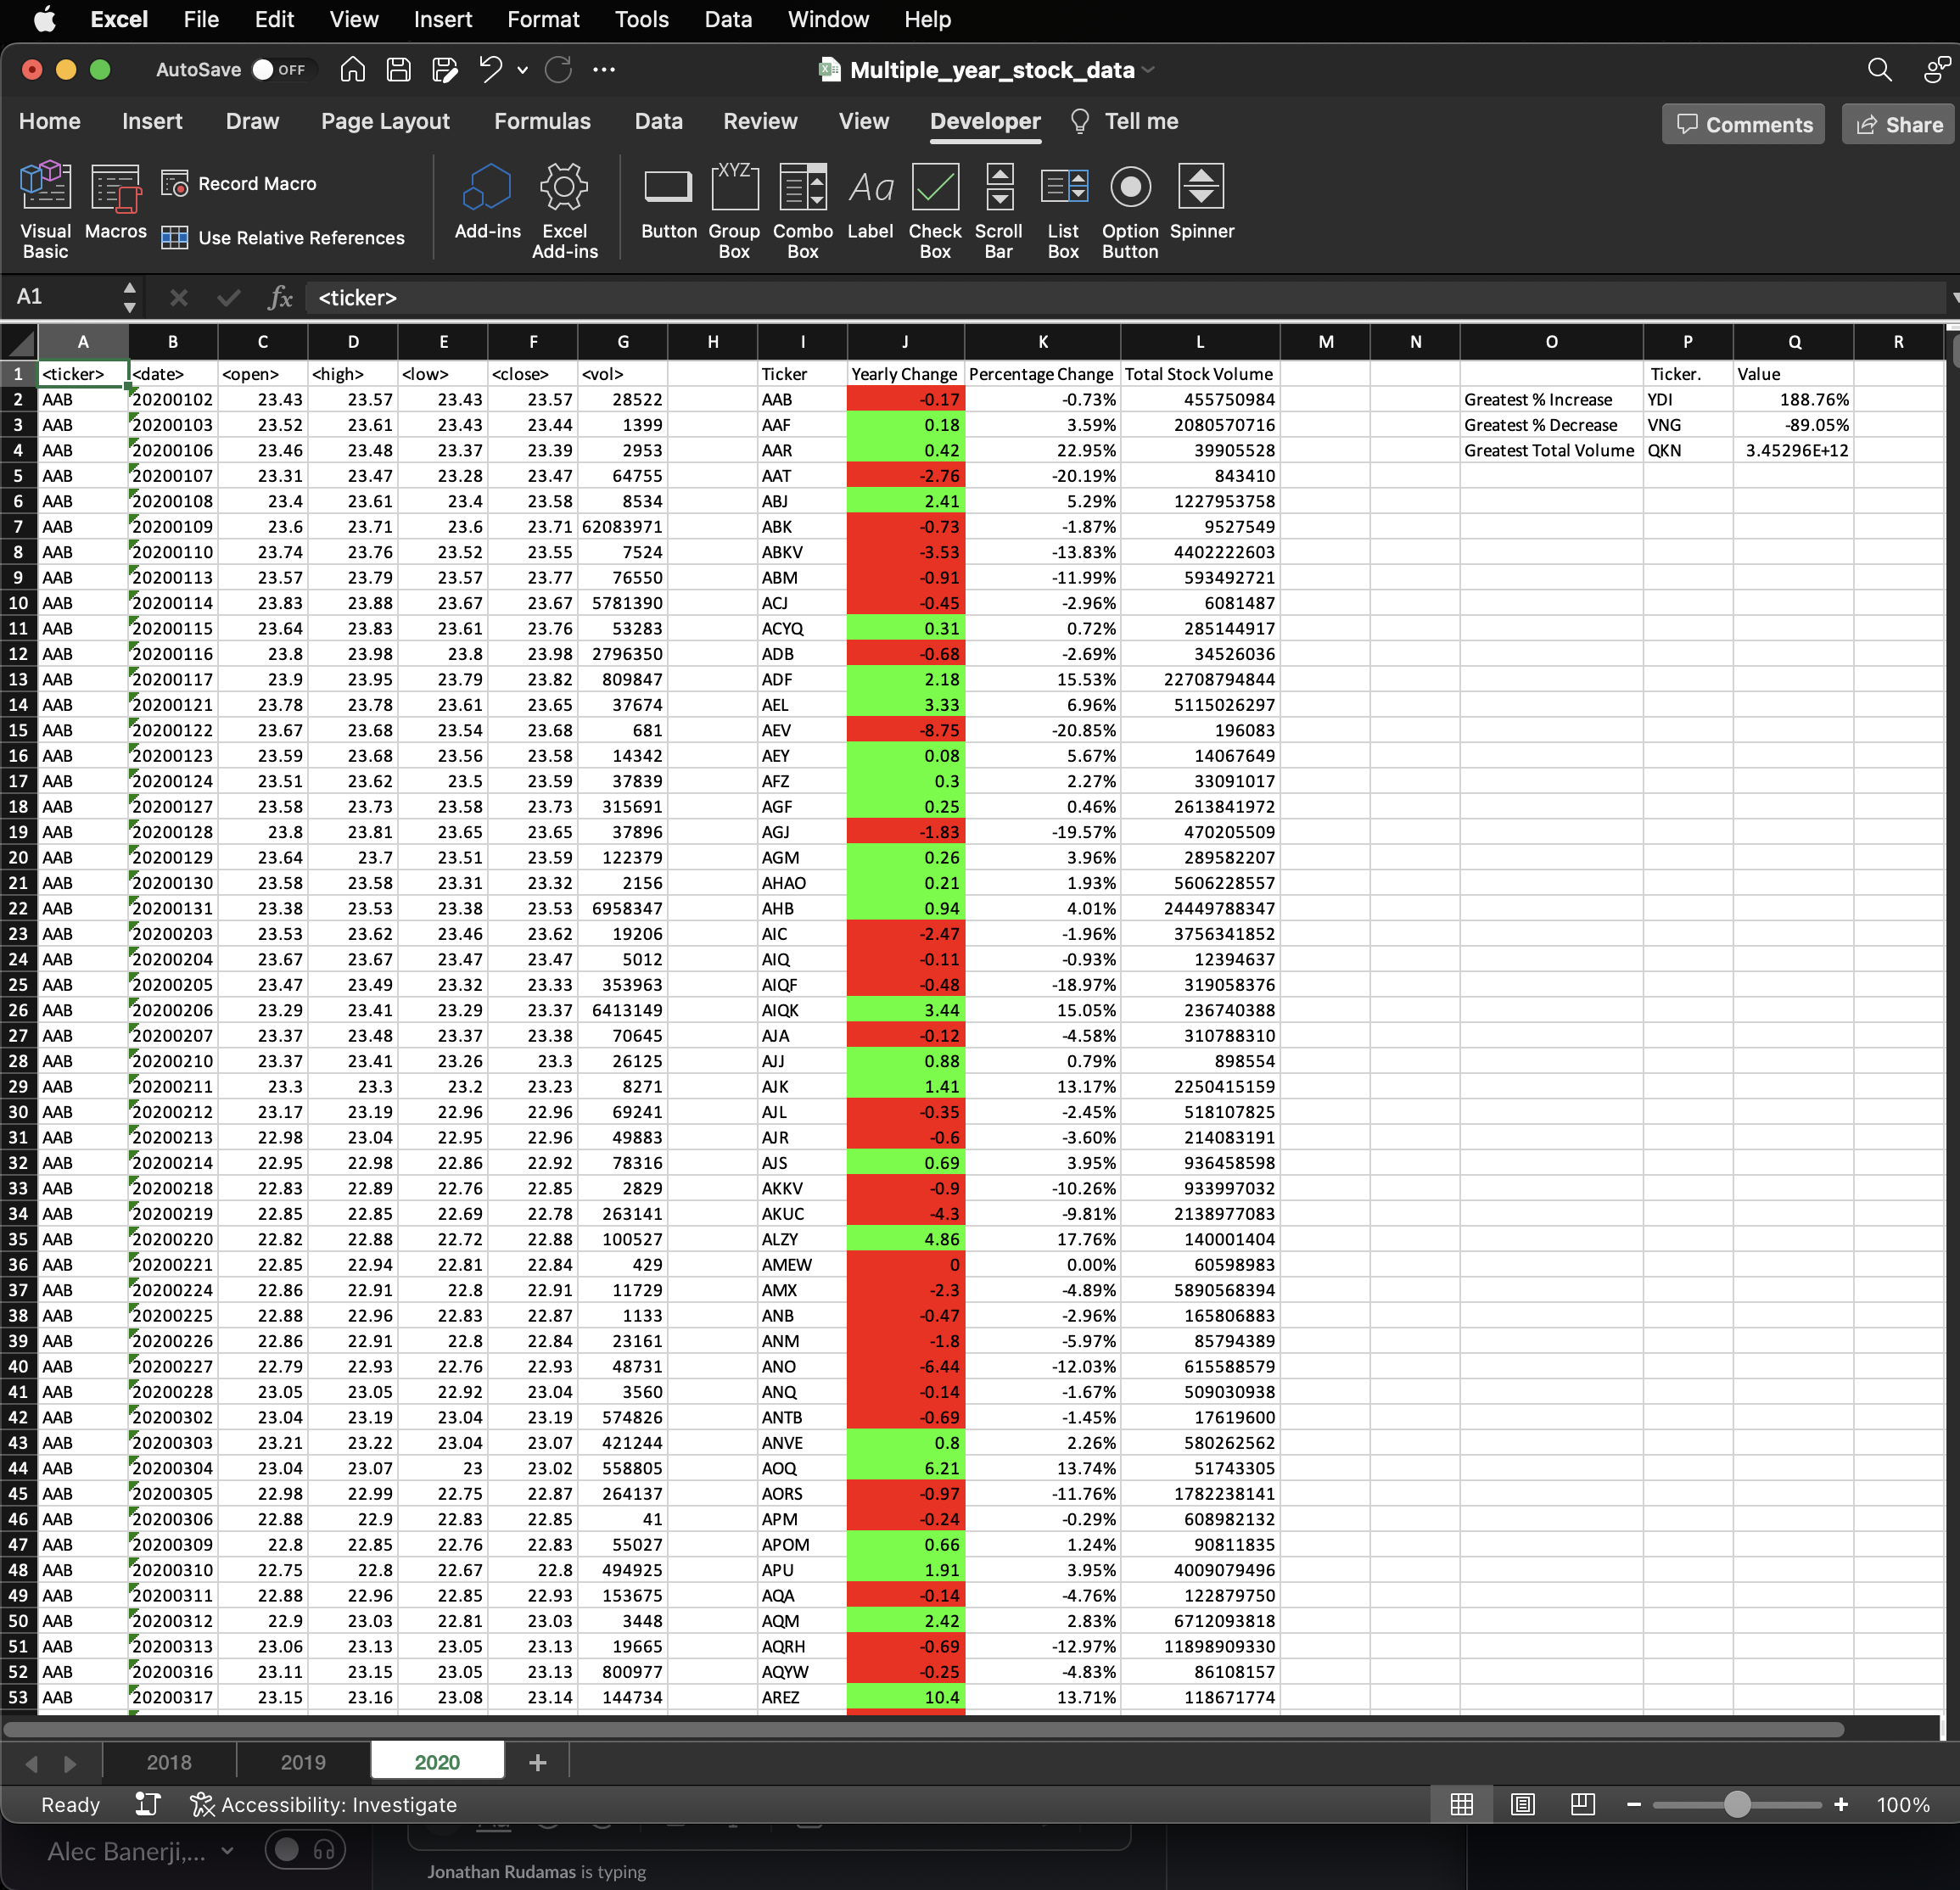 Excel File Edit View Insert Format Tools Data Window Help
AutoSave OFF Multiple_year_stock_data
Home Insert Draw Page Layout Formulas Data Review View Developer Tell me Comments Share
Record Macro
Visual Basic Macros Use Relative References Add-ins Excel Add-ins Button Group Box Combo Box Label Check Box Scroll Bar List Box Option Button Spinner
A1 fx <ticker>
A B C D E F G H I J K L M N O P Q R
1 <ticker> <date> <open> <high> <low> <close> <vol> Ticker Yearly Change Percentage Change Total Stock Volume Ticker. Value
2 AAB 20200102 23.43 23.57 23.43 23.57 28522 AAB -0.17 -0.73% 455750984 Greatest % Increase YDI 188.76%
3 AAB 20200103 23.52 23.61 23.43 23.44 1399 AAF 0.18 3.59% 2080570716 Greatest % Decrease VNG -89.05%
4 AAB 20200106 23.46 23.48 23.37 23.39 2953 AAR 0.42 22.95% 39905528 Greatest Total Volume QKN 3.45296E+12
5 AAB 20200107 23.31 23.47 23.28 23.47 64755 AAT -2.76 -20.19% 843410
6 AAB 20200108 23.4 23.61 23.4 23.58 8534 ABJ 2.41 5.29% 1227953758
7 AAB 20200109 23.6 23.71 23.6 23.71 62083971 ABK -0.73 -1.87% 9527549
8 AAB 20200110 23.74 23.76 23.52 23.55 7524 ABKV -3.53 -13.83% 4402222603
9 AAB 20200113 23.57 23.79 23.57 23.77 76550 ABM -0.91 -11.99% 593492721
10 AAB 20200114 23.83 23.88 23.67 23.67 5781390 ACJ -0.45 -2.96% 6081487
11 AAB 20200115 23.64 23.83 23.61 23.76 53283 ACYQ 0.31 0.72% 285144917
12 AAB 20200116 23.8 23.98 23.8 23.98 2796350 ADB -0.68 -2.69% 34526036
13 AAB 20200117 23.9 23.95 23.79 23.82 809847 ADF 2.18 15.53% 22708794844
14 AAB 20200121 23.78 23.78 23.61 23.65 37674 AEL 3.33 6.96% 5115026297
15 AAB 20200122 23.67 23.68 23.54 23.68 681 AEV -8.75 -20.85% 196083
16 AAB 20200123 23.59 23.68 23.56 23.58 14342 AEY 0.08 5.67% 14067649
17 AAB 20200124 23.51 23.62 23.5 23.59 37839 AFZ 0.3 2.27% 33091017
18 AAB 20200127 23.58 23.73 23.58 23.73 315691 AGF 0.25 0.46% 2613841972
19 AAB 20200128 23.8 23.81 23.65 23.65 37896 AGJ -1.83 -19.57% 470205509
20 AAB 20200129 23.64 23.7 23.51 23.59 122379 AGM 0.26 3.96% 289582207
21 AAB 20200130 23.58 23.58 23.31 23.32 2156 AHAO 0.21 1.93% 5606228557
22 AAB 20200131 23.38 23.53 23.38 23.53 6958347 AHB 0.94 4.01% 24449788347
23 AAB 20200203 23.53 23.62 23.46 23.62 19206 AIC -2.47 -1.96% 3756341852
24 AAB 20200204 23.67 23.67 23.47 23.47 5012 AIQ -0.11 -0.93% 12394637
25 AAB 20200205 23.47 23.49 23.32 23.33 353963 AIQF -0.48 -18.97% 319058376
26 AAB 20200206 23.29 23.41 23.29 23.37 6413149 AIQK 3.44 15.05% 236740388
27 AAB 20200207 23.37 23.48 23.37 23.38 70645 AJA -0.12 -4.58% 310788310
28 AAB 20200210 23.37 23.41 23.26 23.3 26125 AJJ 0.88 0.79% 898554
29 AAB 20200211 23.3 23.3 23.2 23.23 8271 AJK 1.41 13.17% 2250415159
30 AAB 20200212 23.17 23.19 22.96 22.96 69241 AJL -0.35 -2.45% 518107825
31 AAB 20200213 22.98 23.04 22.95 22.96 49883 AJR -0.6 -3.60% 214083191
32 AAB 20200214 22.95 22.98 22.86 22.92 78316 AJS 0.69 3.95% 936458598
33 AAB 20200218 22.83 22.89 22.76 22.85 2829 AKKV -0.9 -10.26% 933997032
34 AAB 20200219 22.85 22.85 22.69 22.78 263141 AKUC -4.3 -9.81% 2138977083
35 AAB 20200220 22.82 22.88 22.72 22.88 100527 ALZY 4.86 17.76% 140001404
36 AAB 20200221 22.85 22.94 22.81 22.84 429 AMEW 0 0.00% 60598983
37 AAB 20200224 22.86 22.91 22.8 22.91 11729 AMX -2.3 -4.89% 5890568394
38 AAB 20200225 22.88 22.96 22.83 22.87 1133 ANB -0.47 -2.96% 165806883
39 AAB 20200226 22.86 22.91 22.8 22.84 23161 ANM -1.8 -5.97% 85794389
40 AAB 20200227 22.79 22.93 22.76 22.93 48731 ANO -6.44 -12.03% 615588579
41 AAB 20200228 23.05 23.05 22.92 23.04 3560 ANQ -0.14 -1.67% 509030938
42 AAB 20200302 23.04 23.19 23.04 23.19 574826 ANTB -0.69 -1.45% 17619600
43 AAB 20200303 23.21 23.22 23.04 23.07 421244 ANVE 0.8 2.26% 580262562
44 AAB 20200304 23.04 23.07 23 23.02 558805 AOQ 6.21 13.74% 51743305
45 AAB 20200305 22.98 22.99 22.75 22.87 264137 AORS -0.97 -11.76% 1782238141
46 AAB 20200306 22.88 22.9 22.83 22.85 41 APM -0.24 -0.29% 608982132
47 AAB 20200309 22.8 22.85 22.76 22.83 55027 APOM 0.66 1.24% 90811835
48 AAB 20200310 22.75 22.8 22.67 22.8 494925 APU 1.91 3.95% 4009079496
49 AAB 20200311 22.88 22.96 22.85 22.93 153675 AQA -0.14 -4.76% 122879750
50 AAB 20200312 22.9 23.03 22.81 23.03 3448 AQM 2.42 2.83% 6712093818
51 AAB 20200313 23.06 23.13 23.05 23.13 19665 AQRH -0.69 -12.97% 11898909330
52 AAB 20200316 23.11 23.15 23.05 23.13 800977 AQYW -0.25 -4.83% 86108157
53 AAB 20200317 23.15 23.16 23.08 23.14 144734 AREZ 10.4 13.71% 118671774
2018 2019 2020 +
Ready Accessibility: Investigate 100%
Alec Banerji,...
Jonathan Rudamas is typing